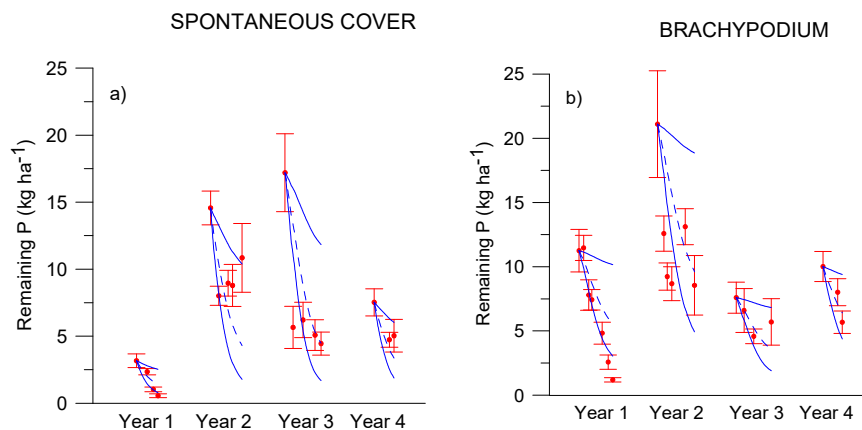 SPONTANEOUS COVER
BRACHYPODIUM
a)
b)
Remaining P (kg ha⁻¹)
25
20
15
10
5
0
Year 1 Year 2 Year 3 Year 4
Remaining P (kg ha⁻¹)
25
20
15
10
5
0
Year 1 Year 2 Year 3 Year 4